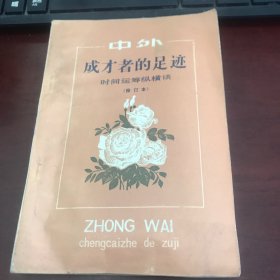 中外
成才者的足迹
时间运筹纵横谈
(修订本)
ZHONG WAI
chengcaizhe de zuji